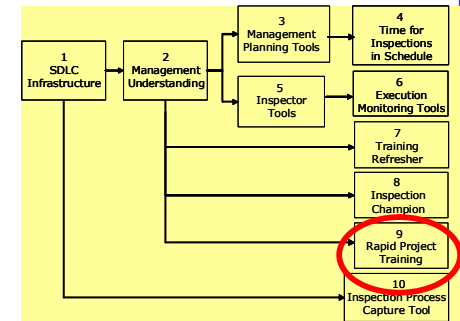 1
SDLC
Infrastructure
2
Management
Understanding
3
Management
Planning Tools
4
Time for
Inspections
in Schedule
5
Inspector
Tools
6
Execution
Monitoring Tools
7
Training
Refresher
8
Inspection
Champion
9
Rapid Project
Training
10
Inspection Process
Capture Tool